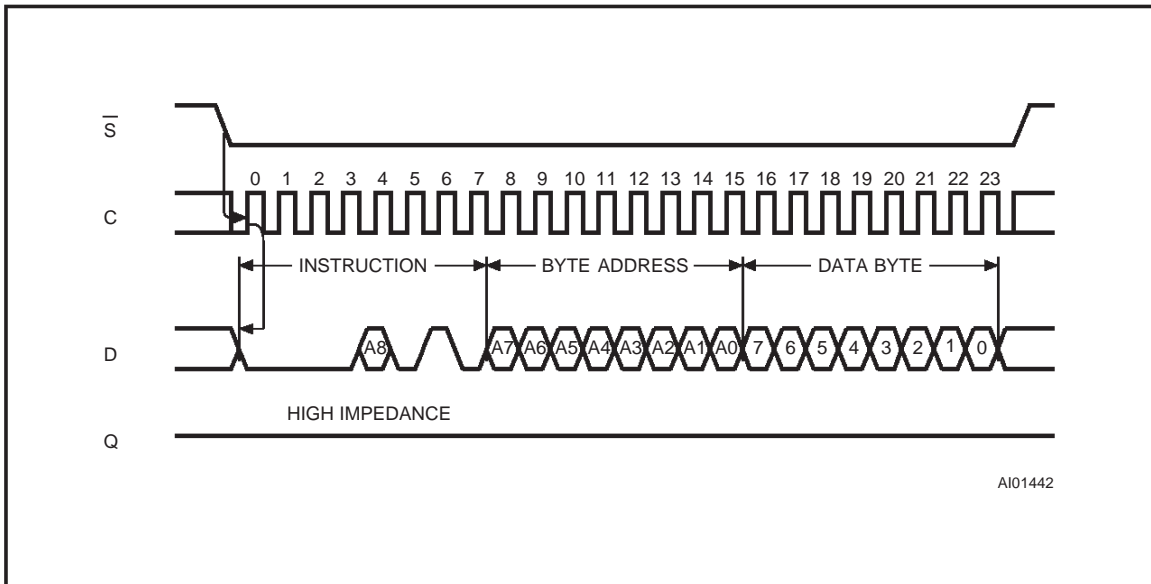 S
0 1 2 3 4 5 6 7 8 9 10 11 12 13 14 15 16 17 18 19 20 21 22 23
C
INSTRUCTION BYTE ADDRESS DATA BYTE
D A8 A7 A6 A5 A4 A3 A2 A1 A0 7 6 5 4 3 2 1 0
HIGH IMPEDANCE
Q
AI01442